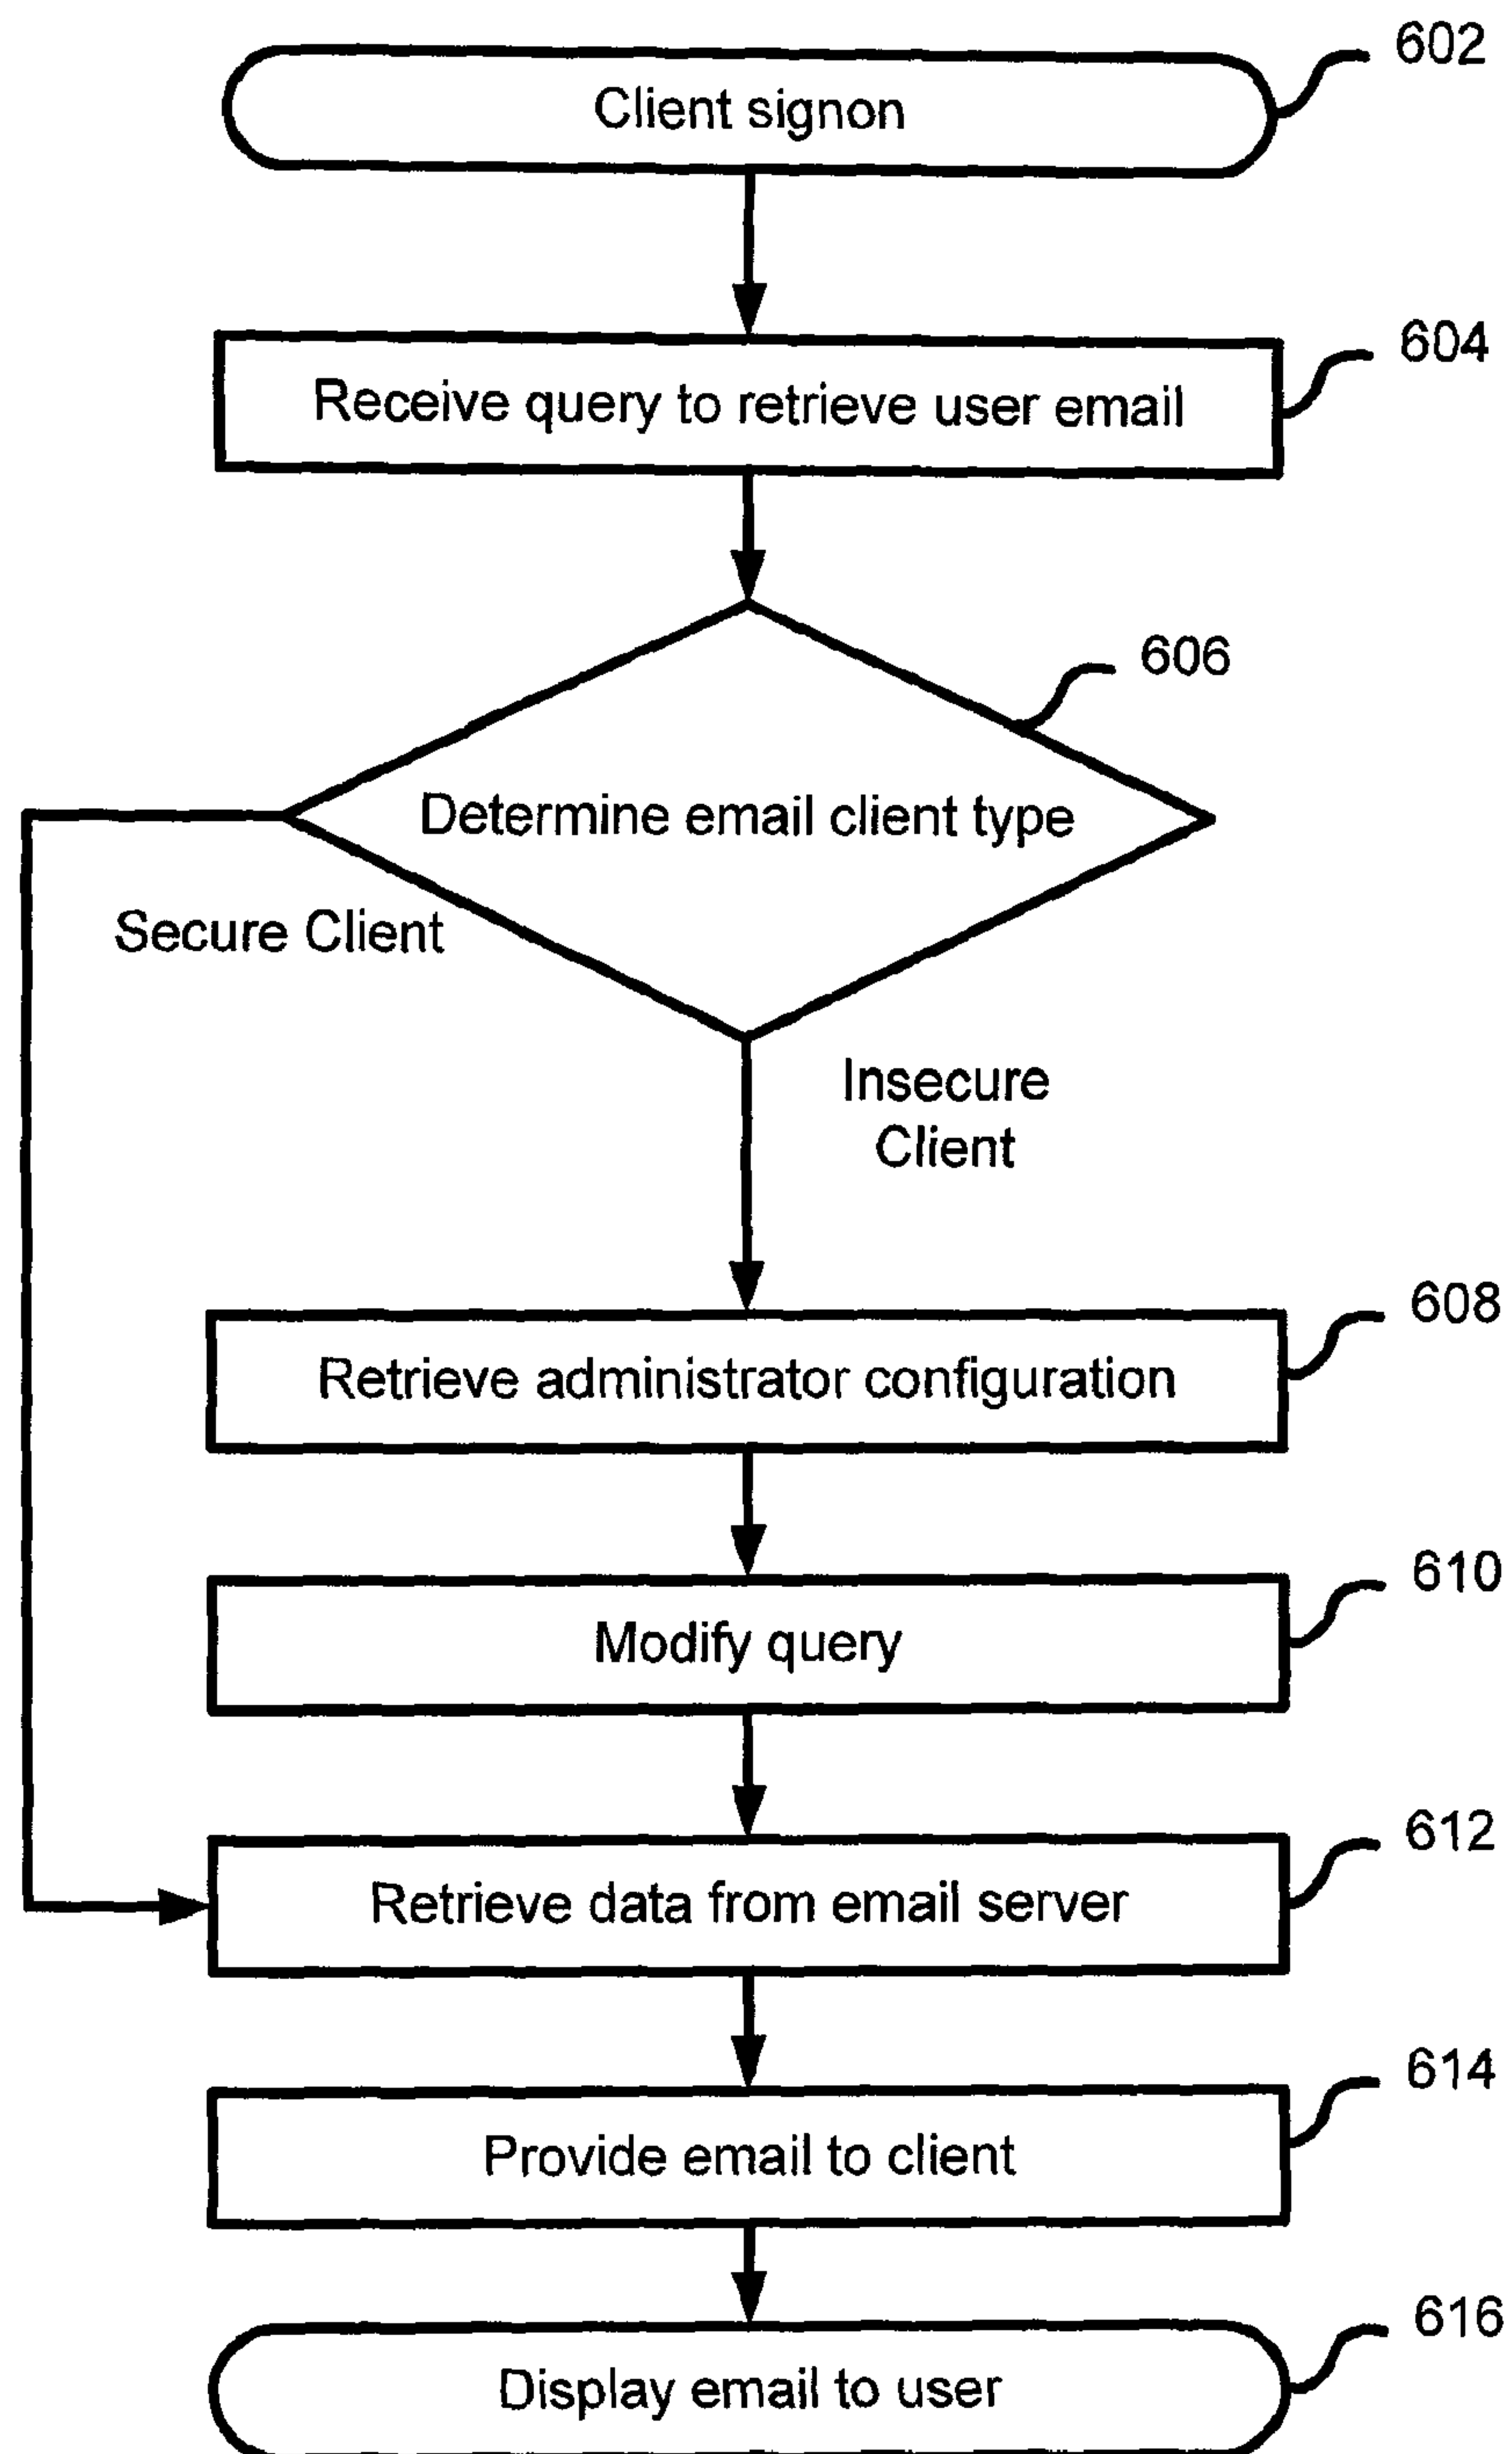 602
Client signon
604
Receive query to retrieve user email
606
Determine email client type
Secure Client
Insecure
Client
608
Retrieve administrator configuration
610
Modify query
612
Retrieve data from email server
614
Provide email to client
616
Display email to user